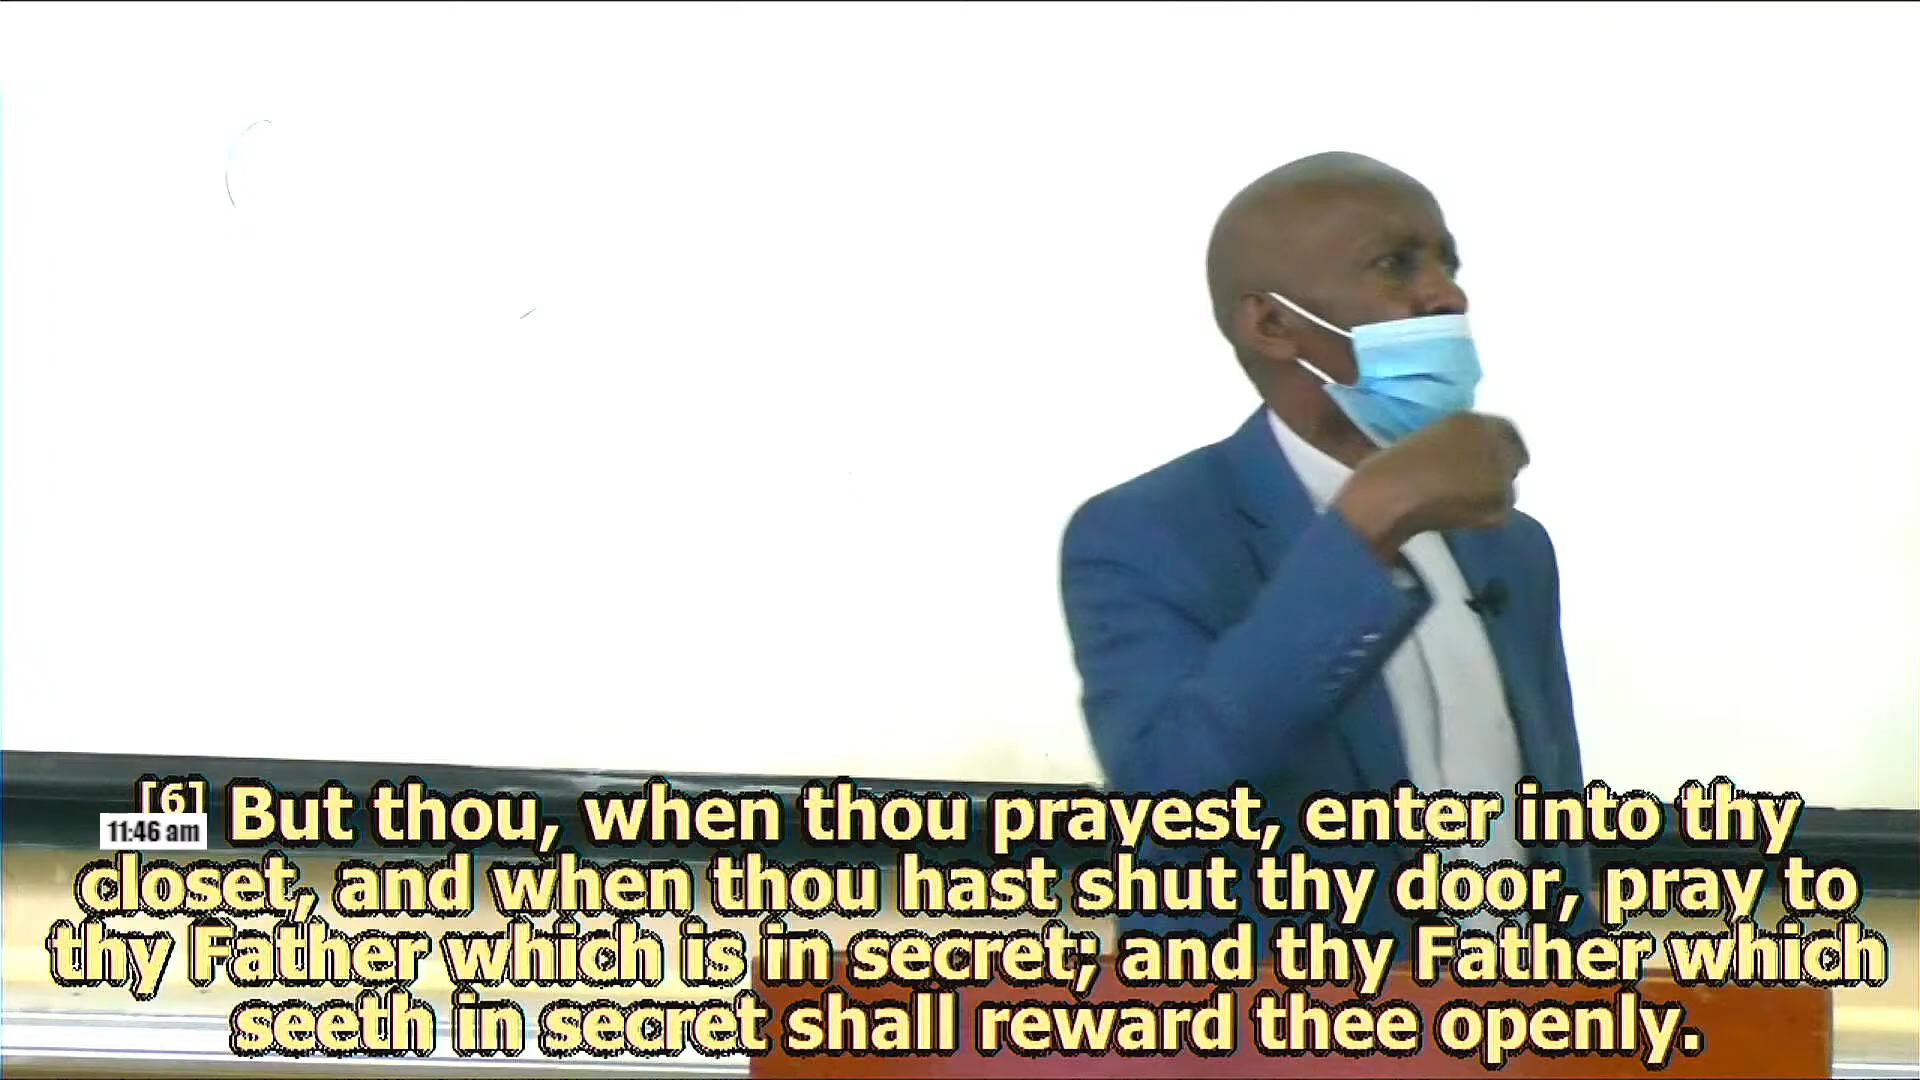 [6] But thou, when thou prayest, enter into thy
11:46 am
closet, and when thou hast shut thy door, pray to
thy Father which is in secret; and thy Father which
seeth in secret shall reward thee openly.